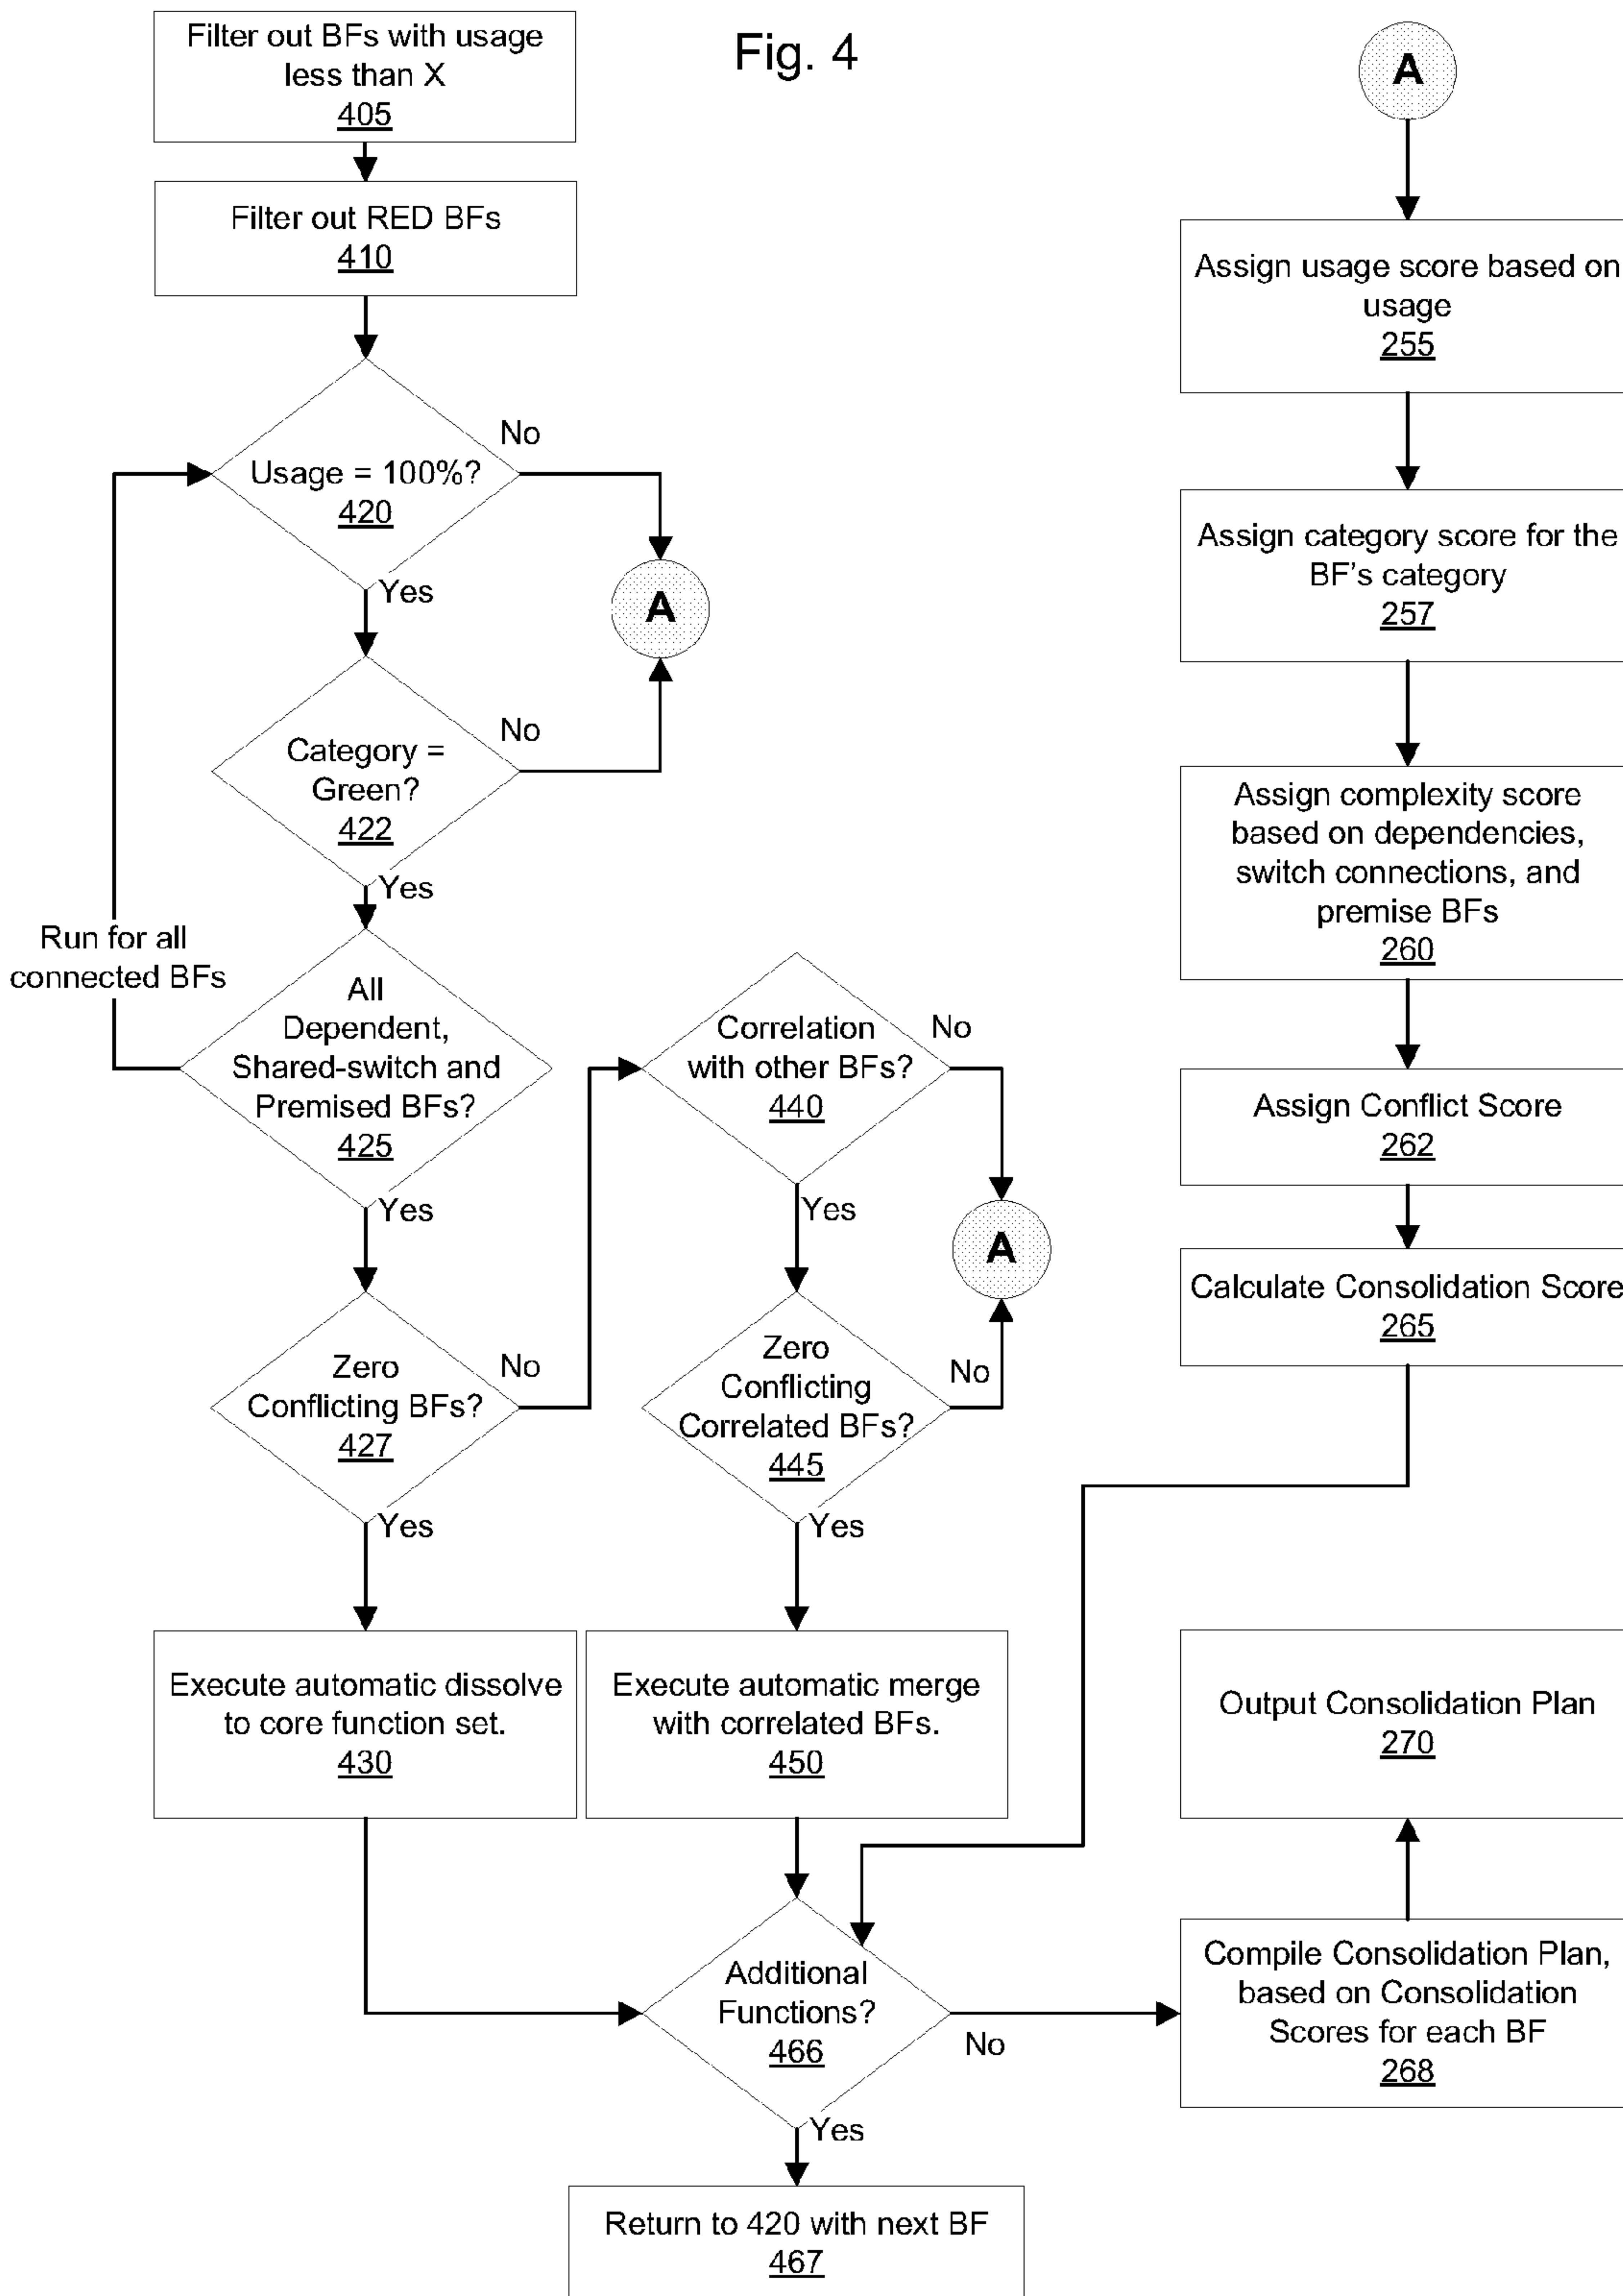 Fig. 4
Filter out BFs with usage
less than X
405
Filter out RED BFs
410
Usage = 100%?
420
No
Yes
A
Category =
Green?
422
No
Yes
Run for all
connected BFs
All
Dependent,
Shared-switch and
Premised BFs?
425
Yes
Zero
Conflicting BFs?
427
No
Yes
Execute automatic dissolve
to core function set.
430
Correlation
with other BFs?
440
No
Yes
A
Zero
Conflicting
Correlated BFs?
445
No
Yes
Execute automatic merge
with correlated BFs.
450
Additional
Functions?
466
No
Yes
Return to 420 with next BF
467
A
Assign usage score based on
usage
255
Assign category score for the
BF's category
257
Assign complexity score
based on dependencies,
switch connections, and
premise BFs
260
Assign Conflict Score
262
Calculate Consolidation Score
265
Output Consolidation Plan
270
Compile Consolidation Plan,
based on Consolidation
Scores for each BF
268